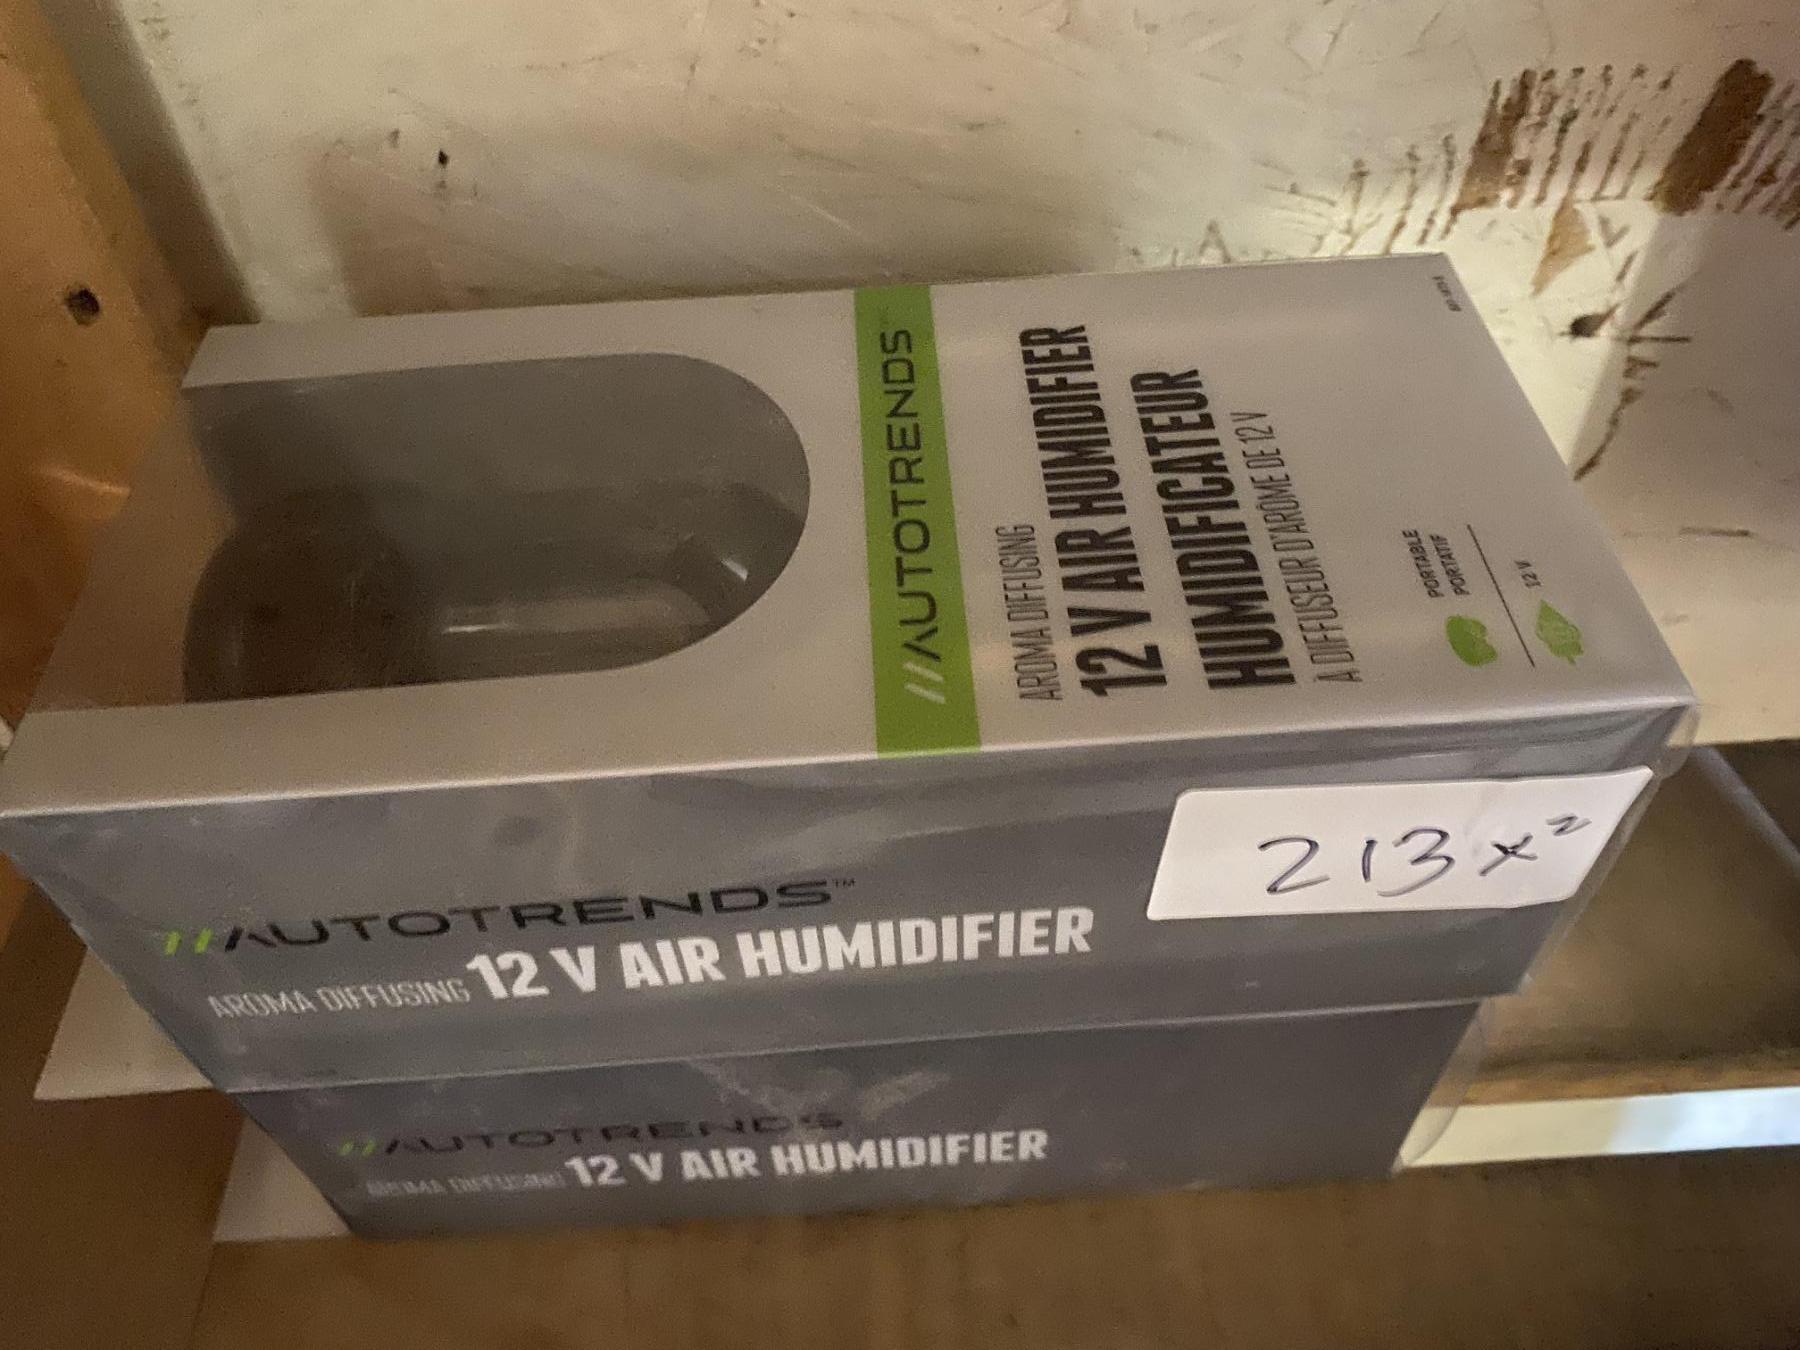 //AUTOTRENDS
AROMA DIFFUSING
12 V AIR HUMIDIFIER
HUMIDIFICATEUR
À DIFFUSEUR D'ARÔME DE 12 V
PORTABLE
PORTATIF
12 V
213 x2
//AUTOTRENDS™
AROMA DIFFUSING 12 V AIR HUMIDIFIER
//AUTOTRENDS
AROMA DIFFUSING 12 V AIR HUMIDIFIER